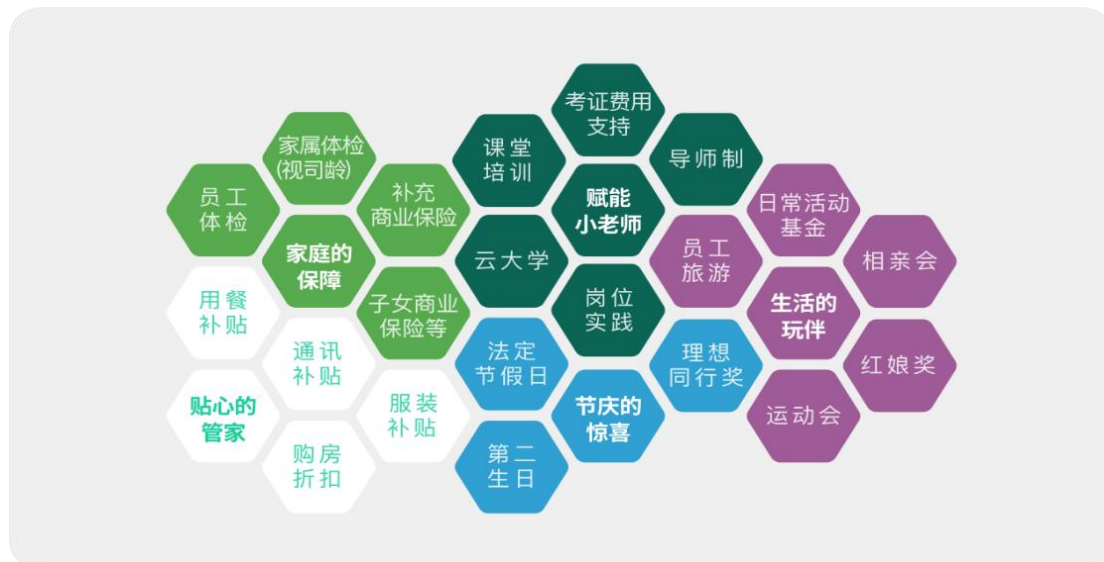 考证费用
支持
家属体检
(视司龄)
课堂
培训
导师制
员工
体检
补充
商业保险
赋能
小老师
日常活动
基金
家庭的
保障
云大学
员工
旅游
相亲会
用餐
补贴
子女商业
保险等
岗位
实践
生活的
玩伴
通讯
补贴
法定
节假日
理想
同行奖
红娘奖
贴心的
管家
服装
补贴
节庆的
惊喜
运动会
购房
折扣
第二
生日